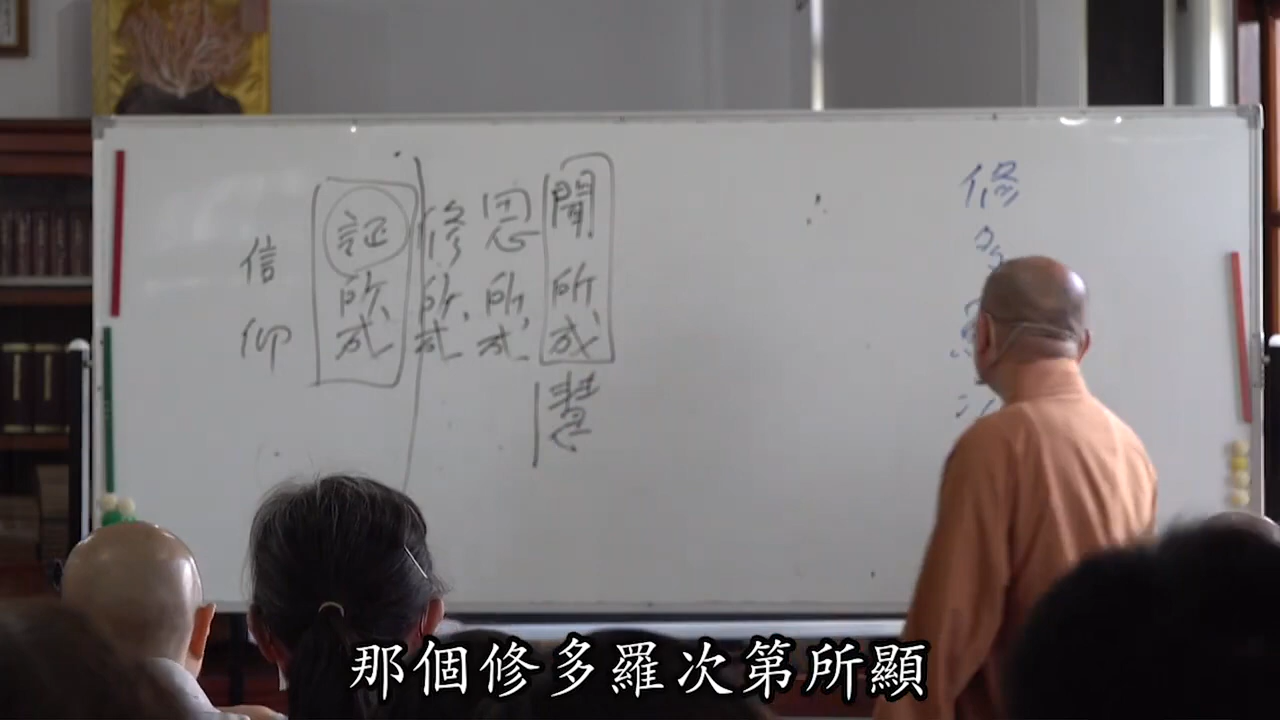 修
聞所成慧
思所成
修所成
証所成
信仰
那個修多羅次第所顯